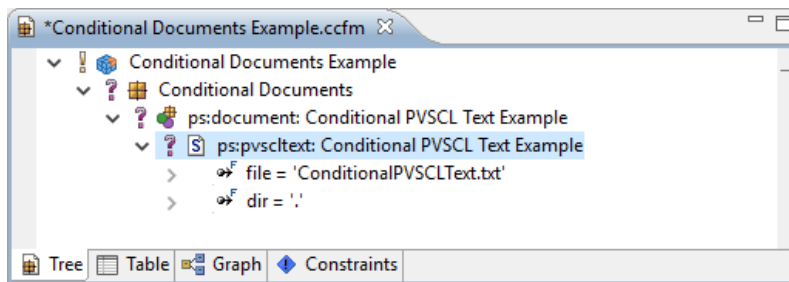 *Conditional Documents Example.ccfm
Conditional Documents Example
Conditional Documents
ps:document: Conditional PVSCL Text Example
ps:pvscltext: Conditional PVSCL Text Example
file = 'ConditionalPVSCLText.txt'
dir = '.'
Tree Table Graph Constraints